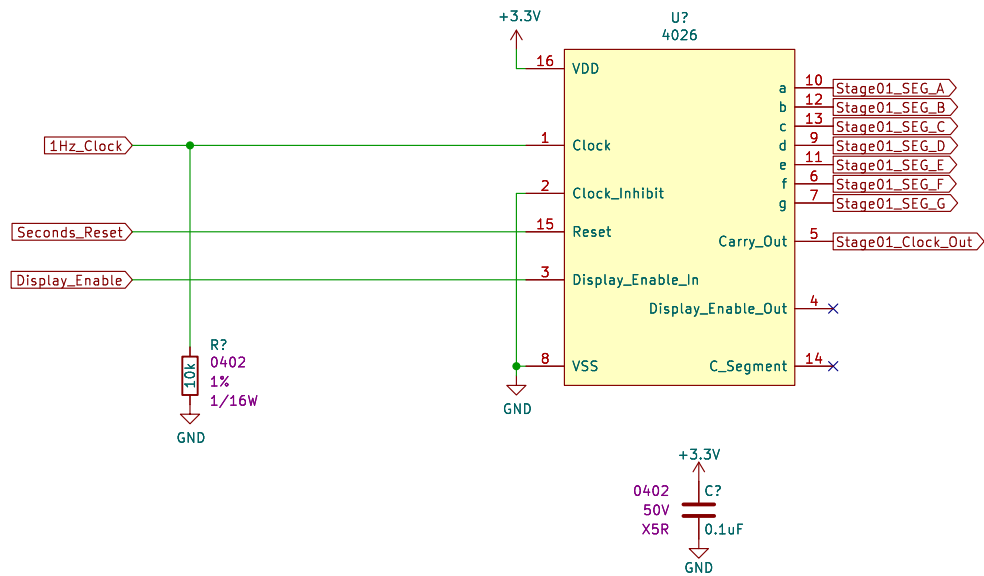 +3.3V
U?
4026
16
VDD
a
10
Stage01_SEG_A
b
12
Stage01_SEG_B
c
13
Stage01_SEG_C
1Hz_Clock
1
Clock
d
9
Stage01_SEG_D
e
11
Stage01_SEG_E
2
Clock_Inhibit
f
6
Stage01_SEG_F
g
7
Stage01_SEG_G
Seconds_Reset
15
Reset
Carry_Out
5
Stage01_Clock_Out
Display_Enable
3
Display_Enable_In
Display_Enable_Out
4
8
VSS
C_Segment
14
R?
0402
10k
1%
1/16W
GND
GND
+3.3V
0402
C?
50V
X5R
0.1uF
GND